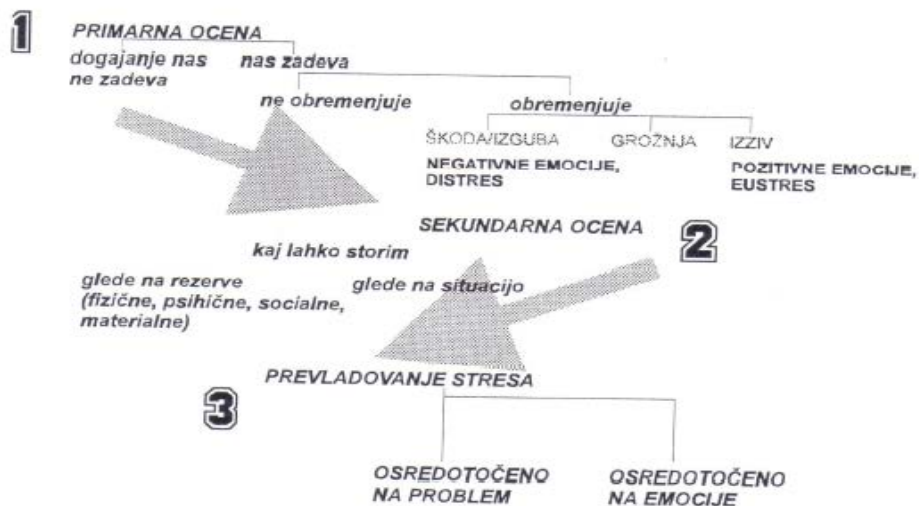 1
PRIMARNA OCENA
dogajanje nas
ne zadeva
nas zadeva
ne obremenjuje
obremenjuje
ŠKODA/IZGUBA
GROŽNJA
IZZIV
NEGATIVNE EMOCIJE,
DISTRES
POZITIVNE EMOCIJE,
EUSTRES
SEKUNDARNA OCENA
2
kaj lahko storim
glede na rezerve
(fizične, psihične, socialne,
materialne)
glede na situacijo
PREVLADOVANJE STRESA
3
OSREDOTOČENO
NA PROBLEM
OSREDOTOČENO
NA EMOCIJE